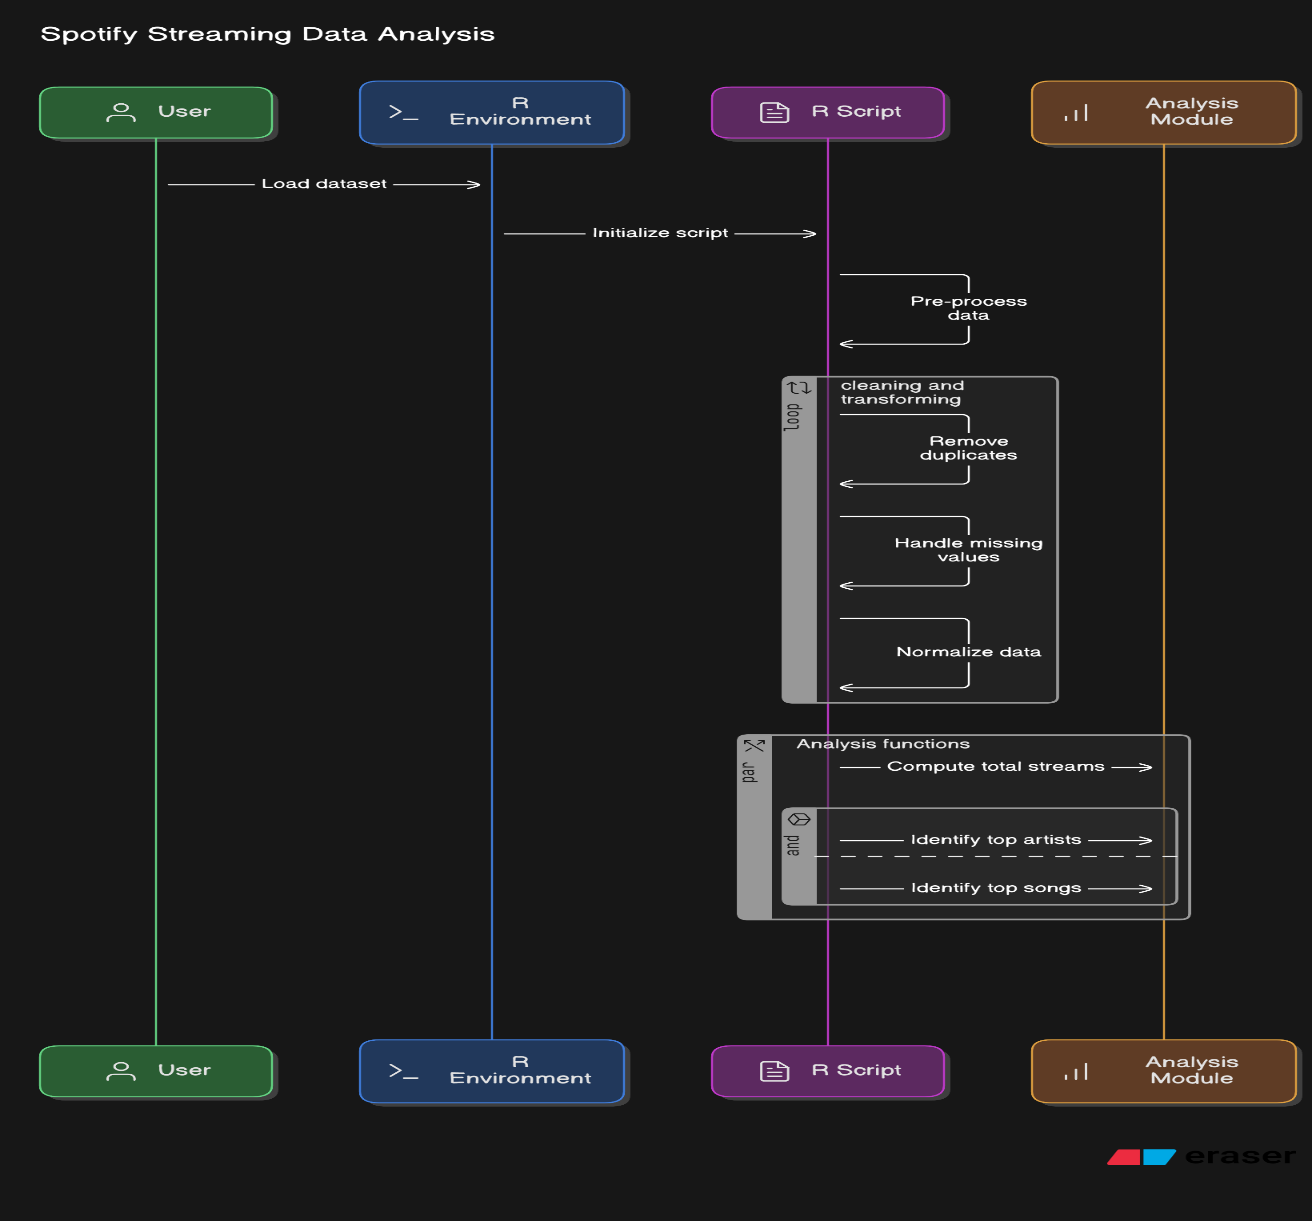 Spotify Streaming Data Analysis
User
R
Environment
R Script
Analysis
Module
Load dataset
Initialize script
Pre-process
data
loop
cleaning and
transforming
Remove
duplicates
Handle missing
values
Normalize data
par
Analysis functions
Compute total streams
and
Identify top artists
Identify top songs
User
R
Environment
R Script
Analysis
Module
eraser